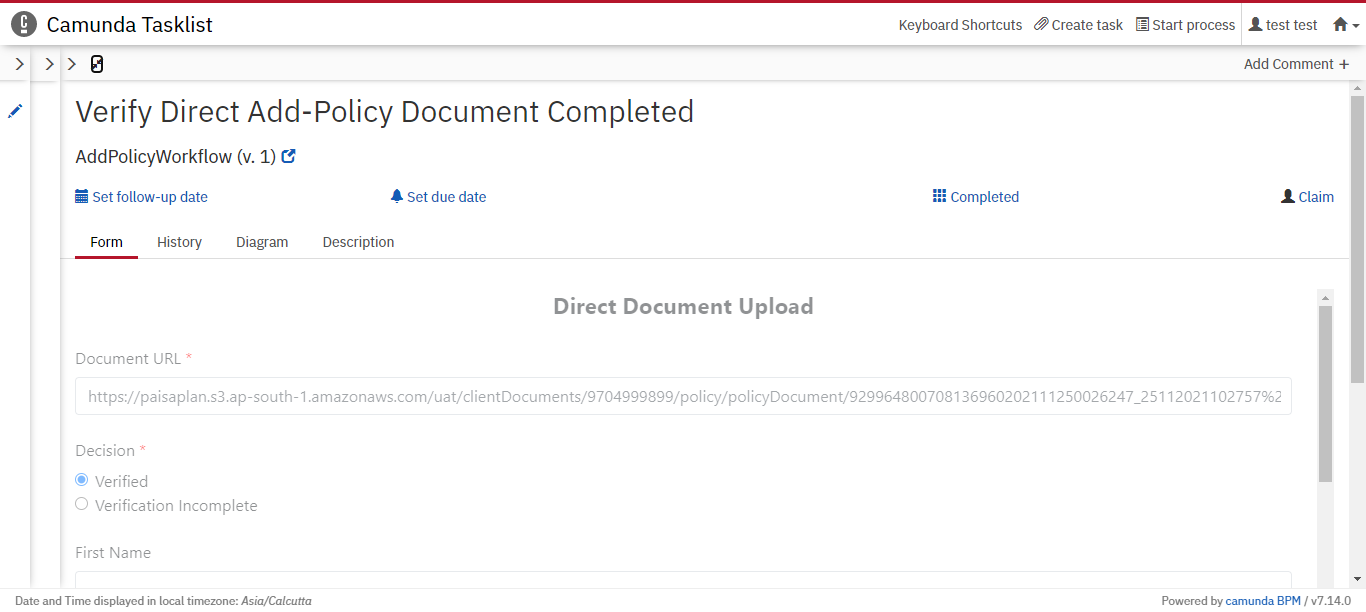 Camunda Tasklist
Keyboard Shortcuts Create task Start process test test
Add Comment +
Verify Direct Add-Policy Document Completed
AddPolicyWorkflow (v. 1)
Set follow-up date Set due date Completed Claim
Form History Diagram Description
Direct Document Upload
Document URL *
https://paisaplan.s3.ap-south-1.amazonaws.com/uat/clientDocuments/9704999899/policy/policyDocument/929964800708136960202111250026247_25112021102757%2
Decision *
Verified
Verification Incomplete
First Name
Date and Time displayed in local timezone: Asia/Calcutta
Powered by camunda BPM / v7.14.0